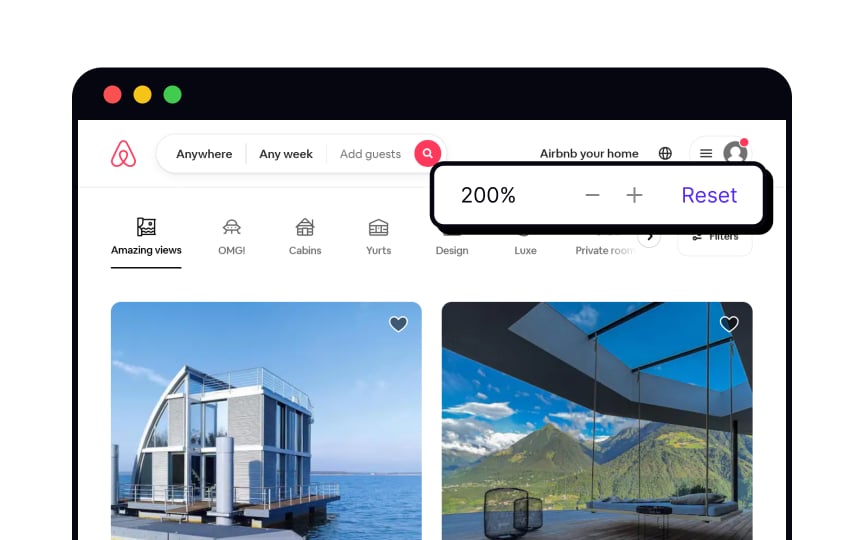 Anywhere
Any week
Add guests
Airbnb your home
200%
Reset
Amazing views
OMG!
Cabins
Yurts
Design
Luxe
Private room
Filters